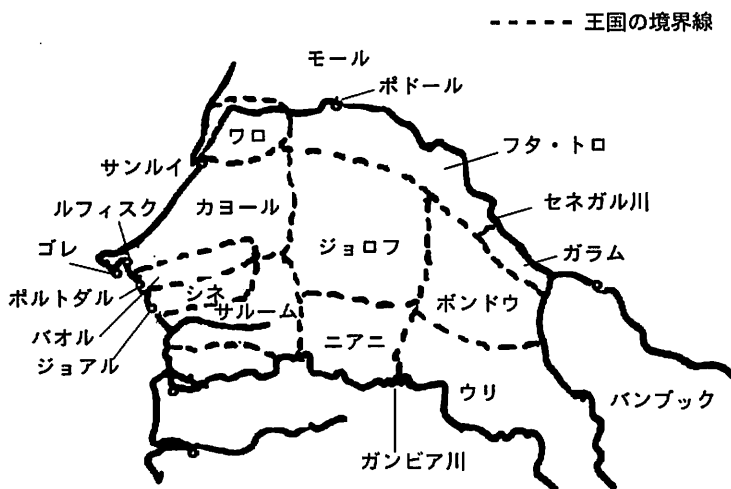 王国の境界線
モール
ポドール
ワロ
フタ・トロ
サンルイ
セネガル川
ルフィスク
カヨール
ゴレ
ジョロフ
ガラム
ポルトダル
シネ
サルーム
ボンドウ
バオル
ニアニ
ジョアル
ウリ
バンブック
ガンビア川